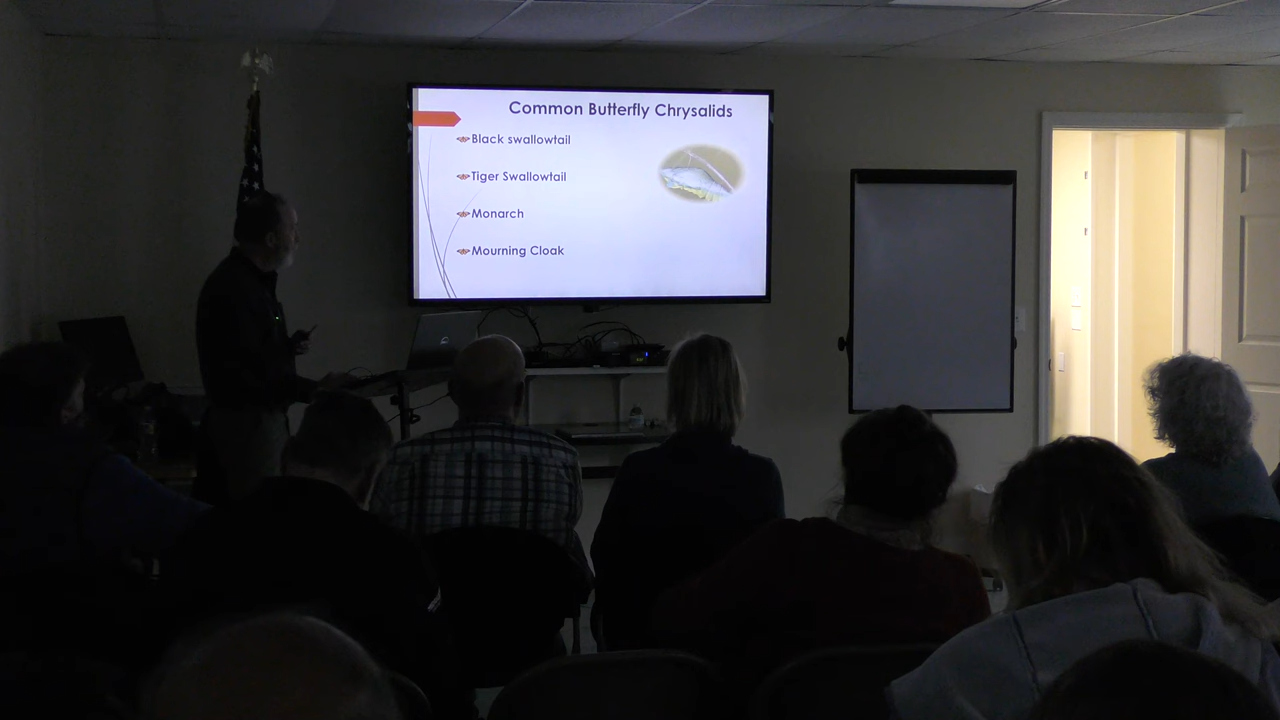 Common Butterfly Chrysalids
Black swallowtail
Tiger Swallowtail
Monarch
Mourning Cloak